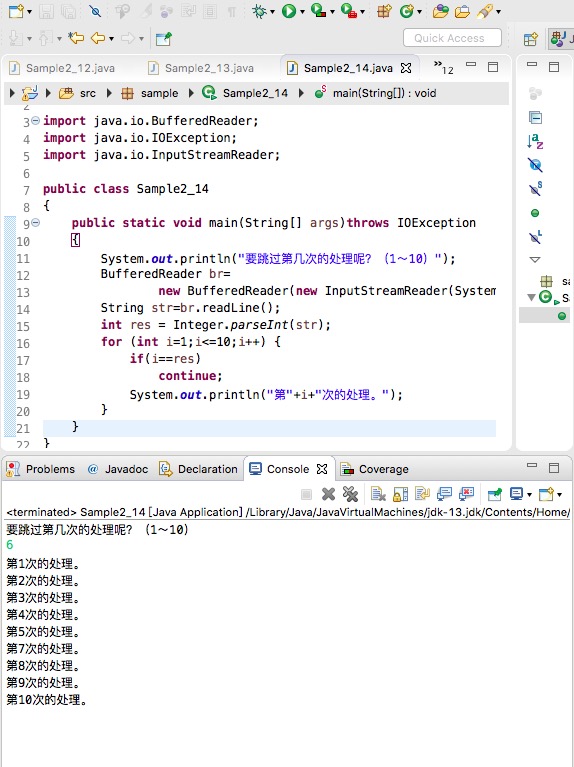 Quick Access
Sample2_12.java
Sample2_13.java
Sample2_14.java
»12
src
sample
Sample2_14
main(String[]) : void
2
3 import java.io.BufferedReader;
4 import java.io.IOException;
5 import java.io.InputStreamReader;
6
7 public class Sample2_14
8 {
9 public static void main(String[] args)throws IOException
10 {
11 System.out.println("要跳过第几次的处理呢? (1～10) ");
12 BufferedReader br=
13 new BufferedReader(new InputStreamReader(System
14 String str=br.readLine();
15 int res = Integer.parseInt(str);
16 for (int i=1;i<=10;i++) {
17 if(i==res)
18 continue;
19 System.out.println("第"+i+"次的处理。");
20 }
21 }
22 }
Problems
Javadoc
Declaration
Console
Coverage
<terminated> Sample2_14 [Java Application] /Library/Java/JavaVirtualMachines/jdk-13.jdk/Contents/Home/
要跳过第几次的处理呢? (1～10)
6
第1次的处理。
第2次的处理。
第3次的处理。
第4次的处理。
第5次的处理。
第7次的处理。
第8次的处理。
第9次的处理。
第10次的处理。